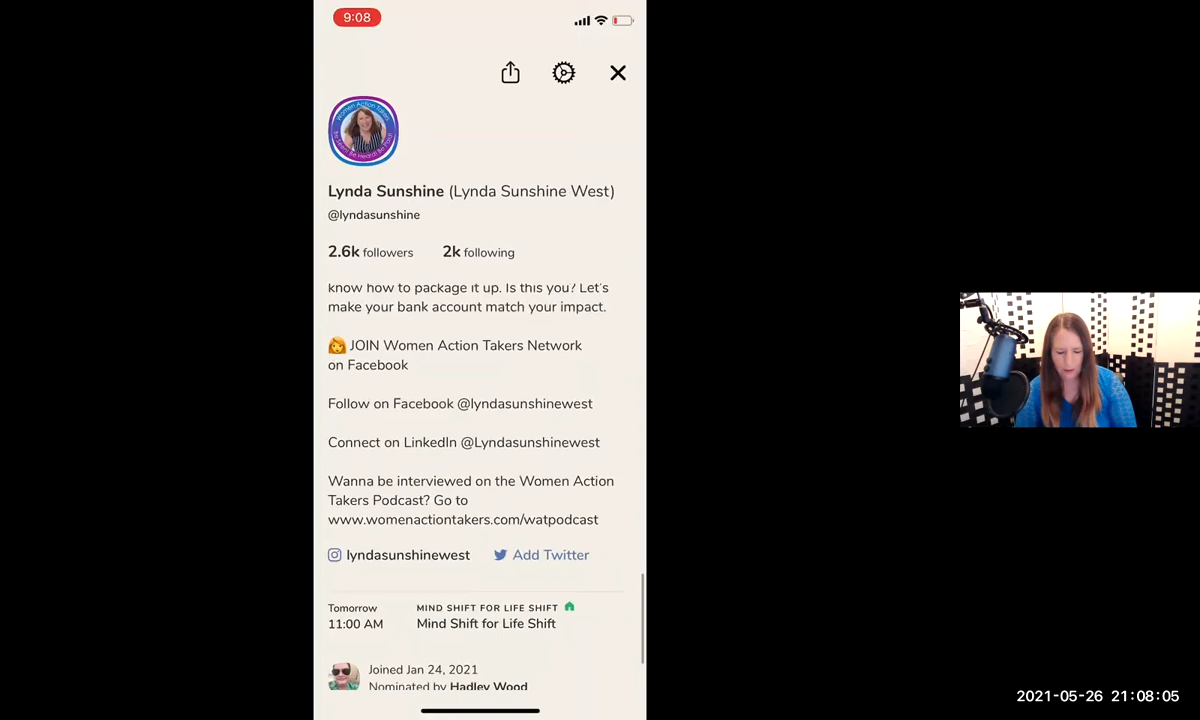 9:08
Women Action Takers
Lynda Sunshine (Lynda Sunshine West)
@lyndasunshine
2.6k followers 2k following
know how to package it up. Is this you? Let's
make your bank account match your impact.
JOIN Women Action Takers Network
on Facebook
Follow on Facebook @lyndasunshinewest
Connect on LinkedIn @Lyndasunshinewest
Wanna be interviewed on the Women Action
Takers Podcast? Go to
www.womenactiontakers.com/watpodcast
lyndasunshinewest Add Twitter
Tomorrow MIND SHIFT FOR LIFE SHIFT
11:00 AM Mind Shift for Life Shift
Joined Jan 24, 2021
Nominated by Hadley Wood
2021-05-26 21:08:05